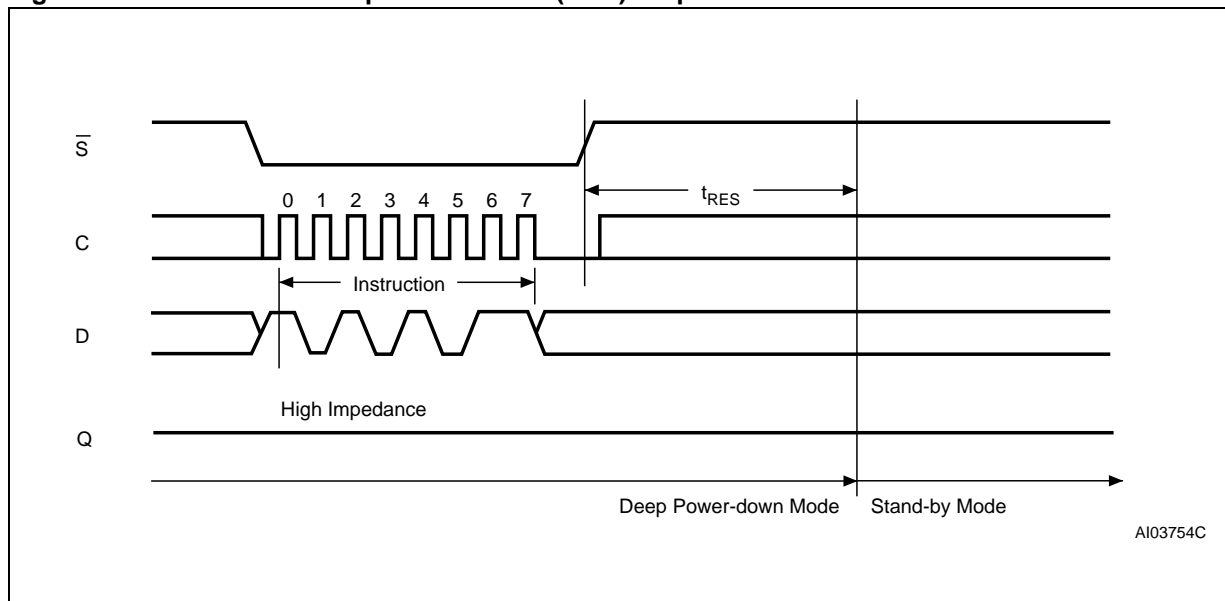 S̅
0 1 2 3 4 5 6 7
tRES
C
Instruction
D
High Impedance
Q
Deep Power-down Mode Stand-by Mode
AI03754C